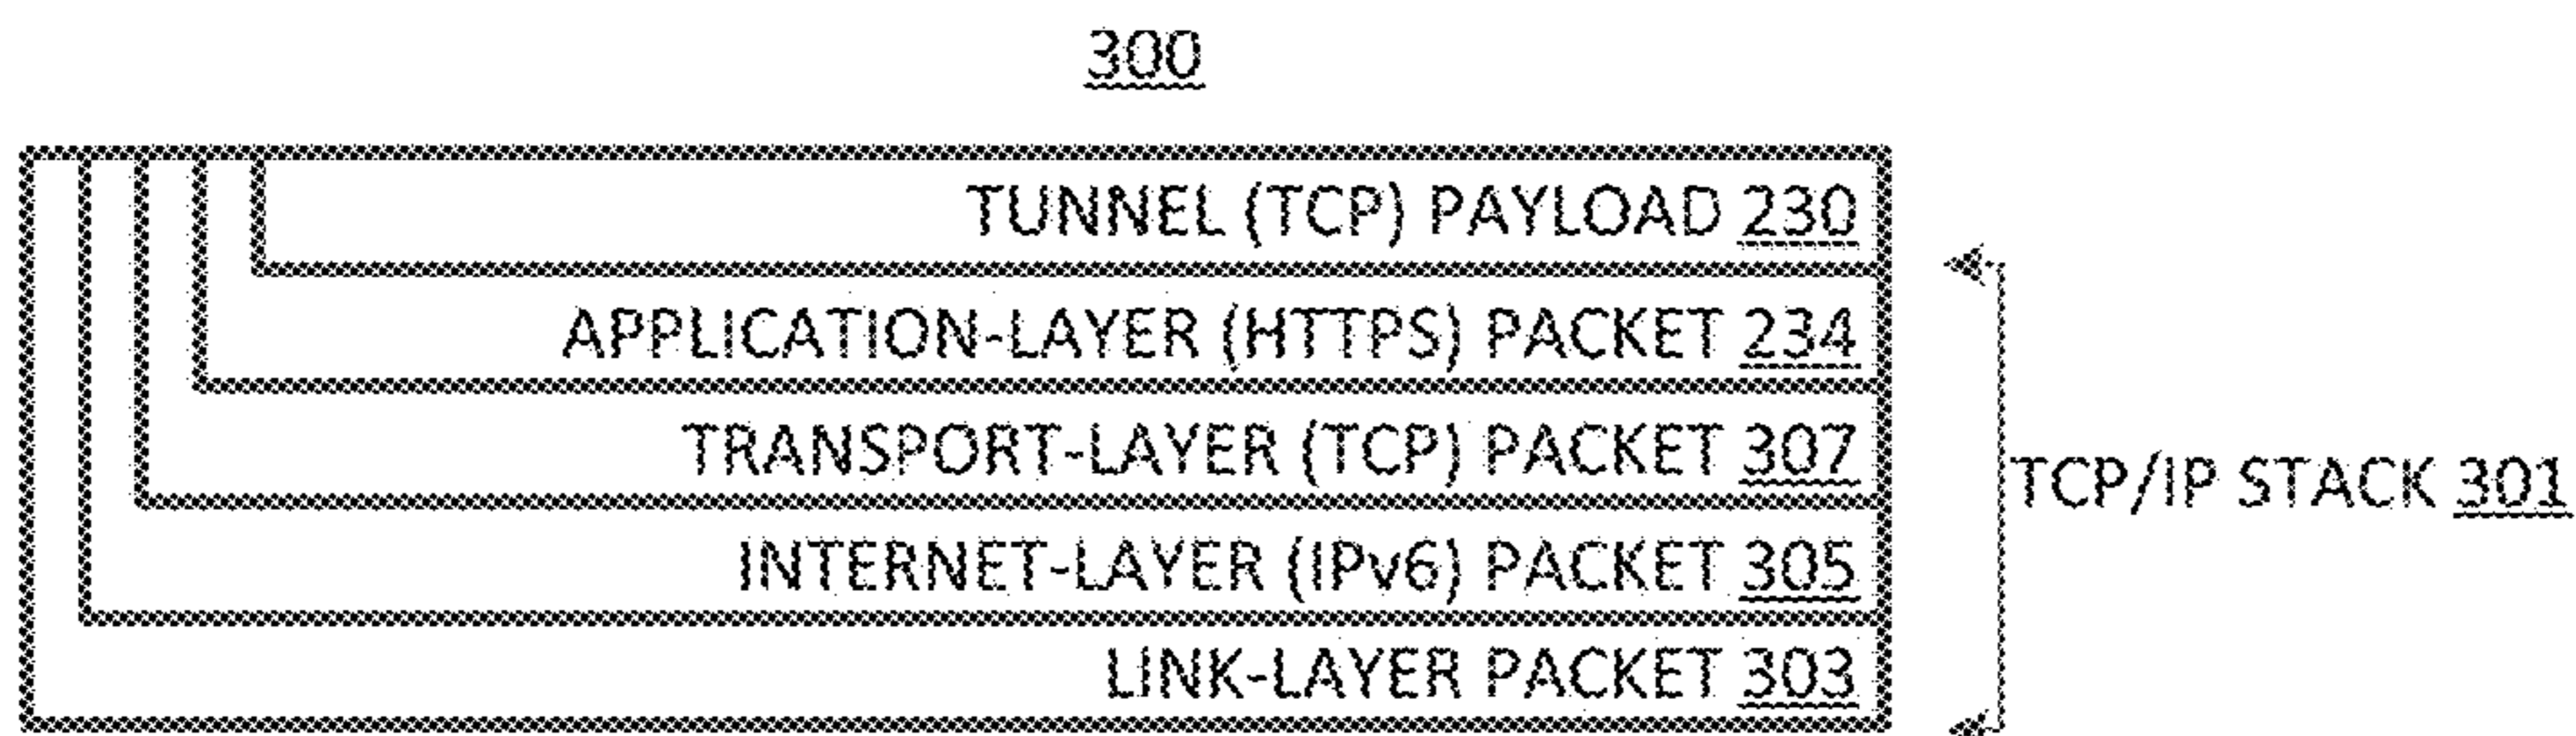 300
TUNNEL (TCP) PAYLOAD 230
APPLICATION-LAYER (HTTPS) PACKET 234
TRANSPORT-LAYER (TCP) PACKET 307
TCP/IP STACK 301
INTERNET-LAYER (IPv6) PACKET 305
LINK-LAYER PACKET 303